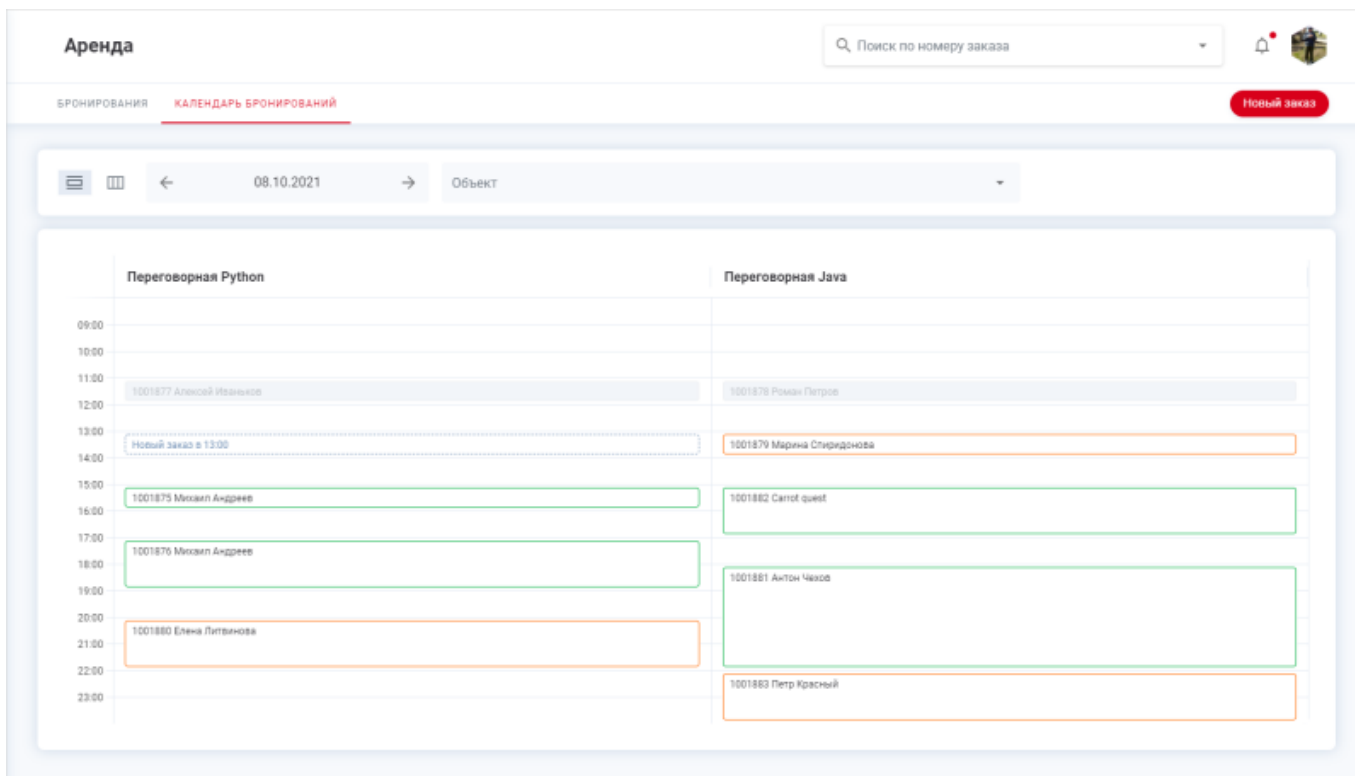 Аренда
Поиск по номеру заказа
БРОНИРОВАНИЯ КАЛЕНДАРЬ БРОНИРОВАНИЙ
Новый заказ
08.10.2021
Объект
Переговорная Python
Переговорная Java
09:00
10:00
11:00
1001877 Алексей Иваньков
1001878 Роман Петров
12:00
13:00
Новый заказ в 13:00
1001879 Марина Спиридонова
14:00
15:00
1001875 Михаил Андреев
1001882 Carrot quest
16:00
17:00
1001876 Михаил Андреев
18:00
1001881 Антон Чехов
19:00
20:00
1001880 Елена Литвинова
21:00
22:00
1001883 Петр Красный
23:00